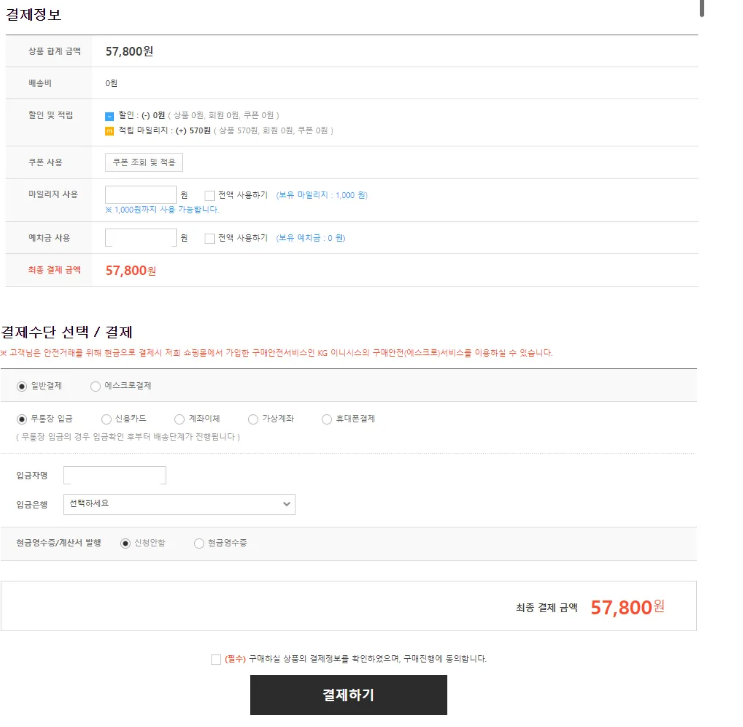 결제정보
상품 합계 금액 57,800원
배송비 0원
할인 및 적립 할인 : (-) 0원 ( 상품 0원, 회원 0원, 쿠폰 0원 )
적립 마일리지 : (+) 570원 ( 상품 570원, 회원 0원, 쿠폰 0원 )
쿠폰 사용 쿠폰 조회 및 적용
마일리지 사용 원 전액 사용하기 (보유 마일리지 : 1,000 원)
※ 1,000원까지 사용 가능합니다.
예치금 사용 원 전액 사용하기 (보유 예치금 : 0 원)
최종 결제 금액 57,800원
결제수단 선택 / 결제
※ 고객님은 안전거래를 위해 현금으로 결제시 저희 쇼핑몰에서 가입한 구매안전서비스인 KG 이니시스의 구매안전(에스크로)서비스를 이용하실 수 있습니다.
일반결제 에스크로결제
무통장 입금 신용카드 계좌이체 가상계좌 휴대폰결제
( 무통장 입금의 경우 입금확인 후부터 배송단계가 진행됩니다 )
입금자명
입금은행 선택하세요
현금영수증/계산서 발행 신청안함 현금영수증
최종 결제 금액 57,800원
(필수) 구매하실 상품의 결제정보를 확인하였으며, 구매진행에 동의합니다.
결제하기